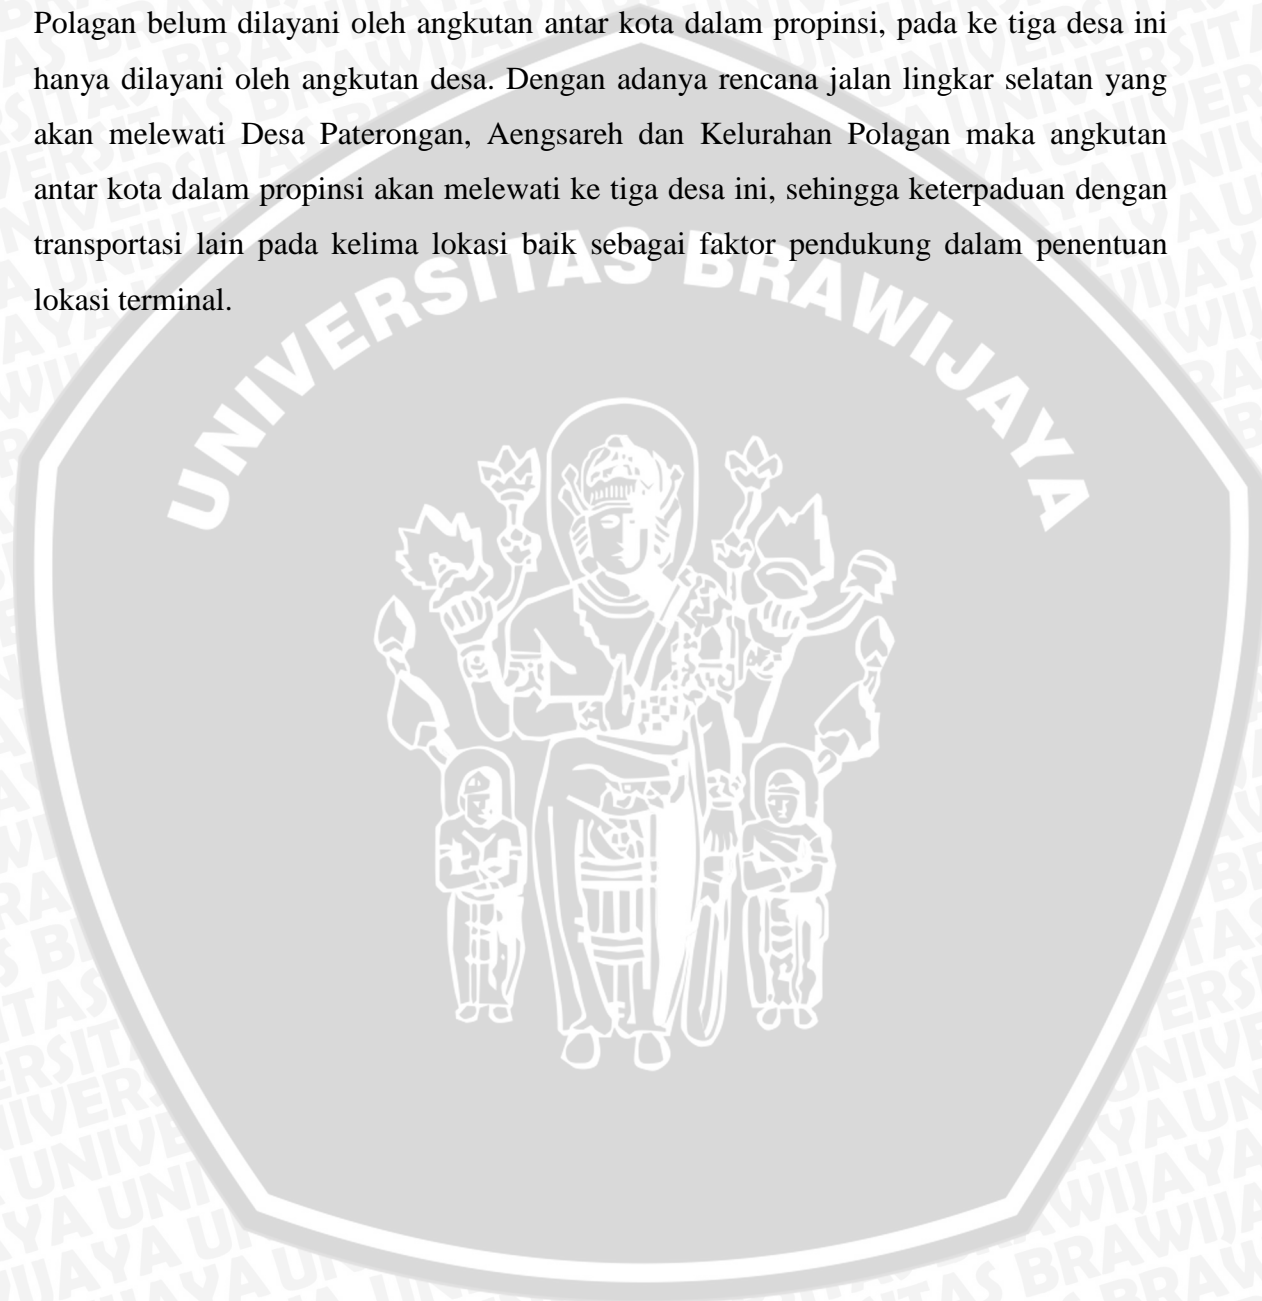 Polagan belum dilayani oleh angkutan antar kota dalam propinsi, pada ke tiga desa ini
hanya dilayani oleh angkutan desa. Dengan adanya rencana jalan lingkar selatan yang
akan melewati Desa Paterongan, Aengsareh dan Kelurahan Polagan maka angkutan
antar kota dalam propinsi akan melewati ke tiga desa ini, sehingga keterpaduan dengan
transportasi lain pada kelima lokasi baik sebagai faktor pendukung dalam penentuan
lokasi terminal.
UNIVERSITAS BRAWIJAYA